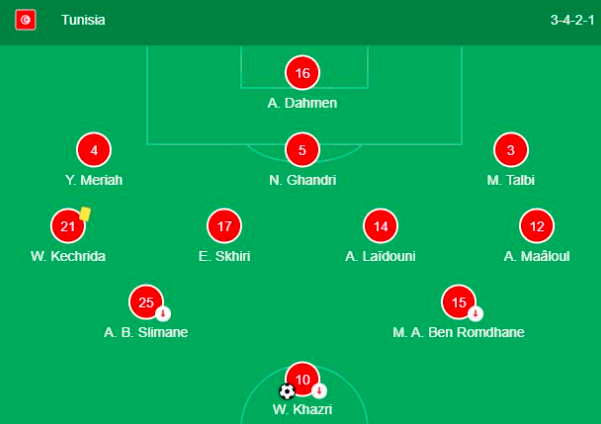 Tunisia 3-4-2-1
16
A. Dahmen
4 5 3
Y. Meriah N. Ghandri M. Talbi
21 17 14 12
W. Kechrida E. Skhiri A. Laïdouni A. Maâloul
25 15
A. B. Slimane M. A. Ben Romdhane
10
W. Khazri